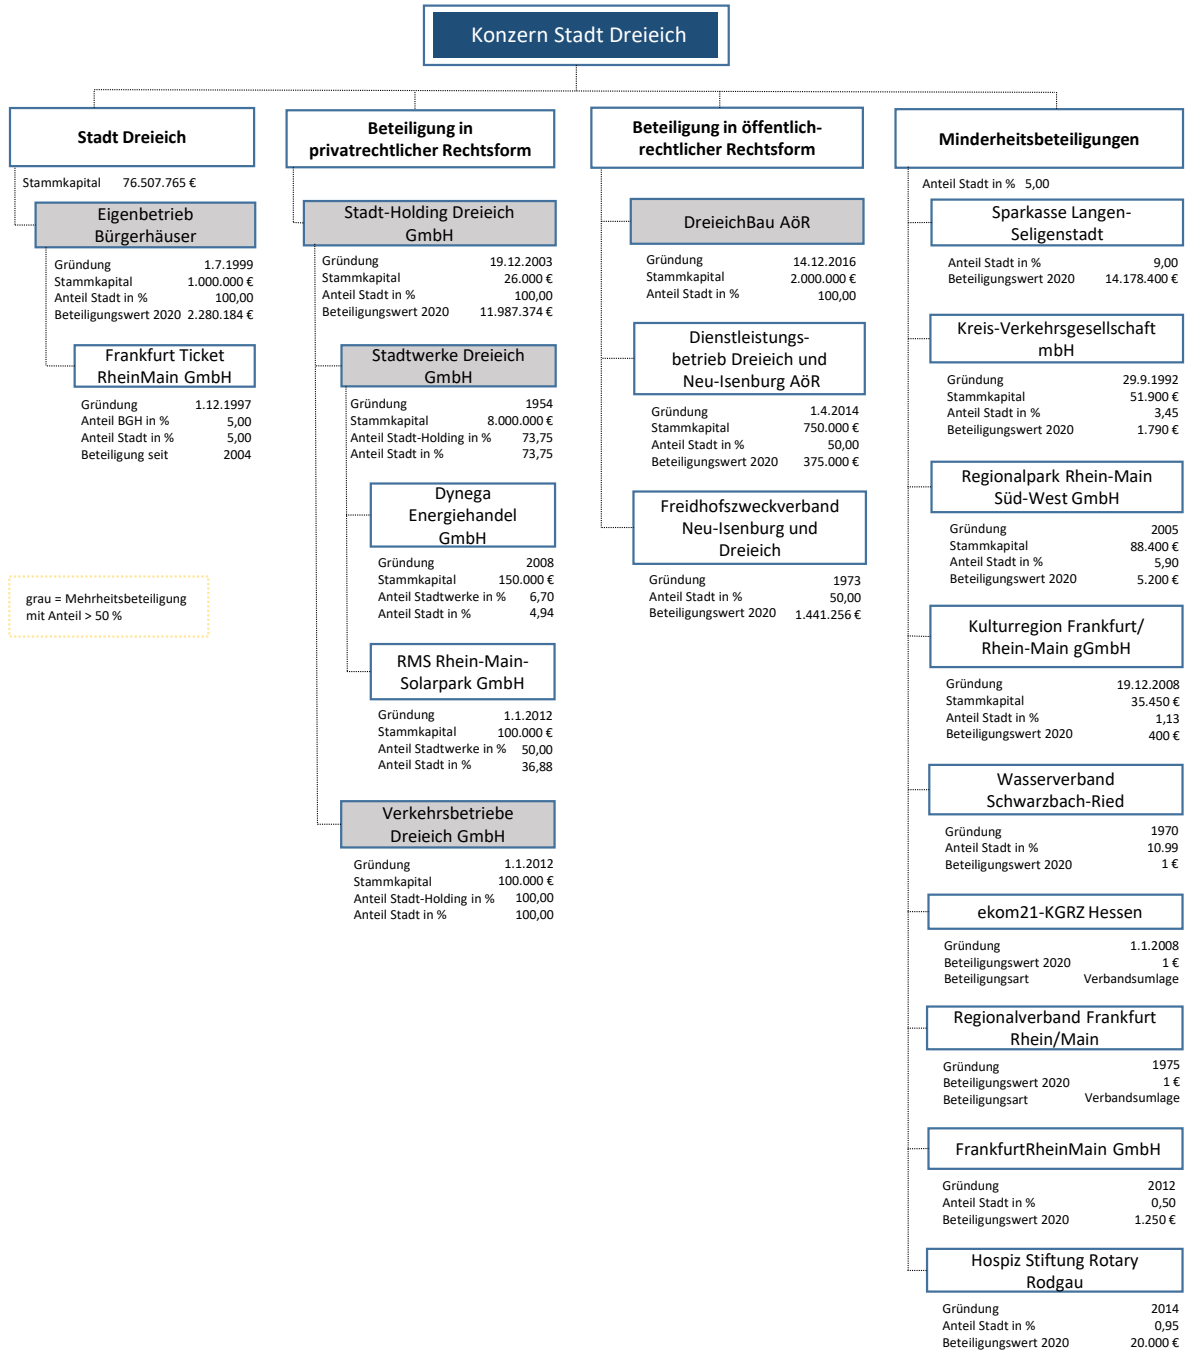 Konzern Stadt Dreieich
Stadt Dreieich
Stammkapital 76.507.765 €
Eigenbetrieb
Bürgerhäuser
Gründung 1.7.1999
Stammkapital 1.000.000 €
Anteil Stadt in % 100,00
Beteiligungswert 2020 2.280.184 €
Frankfurt Ticket
RheinMain GmbH
Gründung 1.12.1997
Anteil BGH in % 5,00
Anteil Stadt in % 5,00
Beteiligung seit 2004
grau = Mehrheitsbeteiligung
mit Anteil > 50 %
Beteiligung in
privatrechtlicher Rechtsform
Stadt-Holding Dreieich
GmbH
Gründung 19.12.2003
Stammkapital 26.000 €
Anteil Stadt in % 100,00
Beteiligungswert 2020 11.987.374 €
Stadtwerke Dreieich
GmbH
Gründung 1954
Stammkapital 8.000.000 €
Anteil Stadt-Holding in % 73,75
Anteil Stadt in % 73,75
Dynega
Energiehandel
GmbH
Gründung 2008
Stammkapital 150.000 €
Anteil Stadtwerke in % 6,70
Anteil Stadt in % 4,94
RMS Rhein-Main-
Solarpark GmbH
Gründung 1.1.2012
Stammkapital 100.000 €
Anteil Stadtwerke in % 50,00
Anteil Stadt in % 36,88
Verkehrsbetriebe
Dreieich GmbH
Gründung 1.1.2012
Stammkapital 100.000 €
Anteil Stadt-Holding in % 100,00
Anteil Stadt in % 100,00
Beteiligung in öffentlich-
rechtlicher Rechtsform
DreieichBau AöR
Gründung 14.12.2016
Stammkapital 2.000.000 €
Anteil Stadt in % 100,00
Dienstleistungs-
betrieb Dreieich und
Neu-Isenburg AöR
Gründung 1.4.2014
Stammkapital 750.000 €
Anteil Stadt in % 50,00
Beteiligungswert 2020 375.000 €
Freidhofszweckverband
Neu-Isenburg und
Dreieich
Gründung 1973
Anteil Stadt in % 50,00
Beteiligungswert 2020 1.441.256 €
Minderheitsbeteiligungen
Anteil Stadt in % 5,00
Sparkasse Langen-
Seligenstadt
Anteil Stadt in % 9,00
Beteiligungswert 2020 14.178.400 €
Kreis-Verkehrsgesellschaft
mbH
Gründung 29.9.1992
Stammkapital 51.900 €
Anteil Stadt in % 3,45
Beteiligungswert 2020 1.790 €
Regionalpark Rhein-Main
Süd-West GmbH
Gründung 2005
Stammkapital 88.400 €
Anteil Stadt in % 5,90
Beteiligungswert 2020 5.200 €
Kulturregion Frankfurt/
Rhein-Main gGmbH
Gründung 19.12.2008
Stammkapital 35.450 €
Anteil Stadt in % 1,13
Beteiligungswert 2020 400 €
Wasserverband
Schwarzbach-Ried
Gründung 1970
Anteil Stadt in % 10.99
Beteiligungswert 2020 1 €
ekom21-KGRZ Hessen
Gründung 1.1.2008
Beteiligungswert 2020 1 €
Beteiligungsart Verbandsumlage
Regionalverband Frankfurt
Rhein/Main
Gründung 1975
Beteiligungswert 2020 1 €
Beteiligungsart Verbandsumlage
FrankfurtRheinMain GmbH
Gründung 2012
Anteil Stadt in % 0,50
Beteiligungswert 2020 1.250 €
Hospiz Stiftung Rotary
Rodgau
Gründung 2014
Anteil Stadt in % 0,95
Beteiligungswert 2020 20.000 €